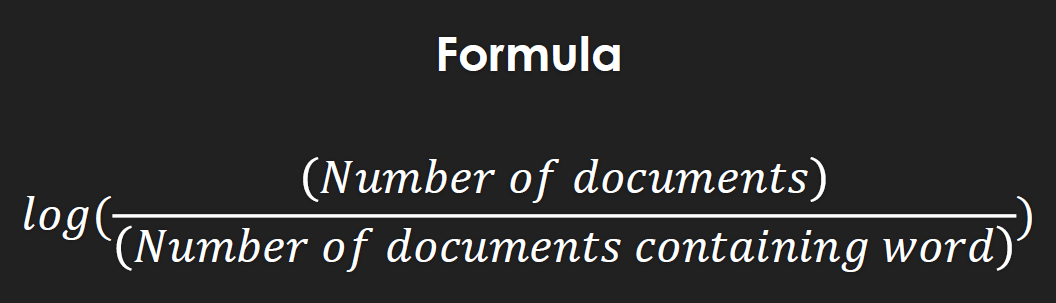 Formula
log((Number of documents)/(Number of documents containing word))